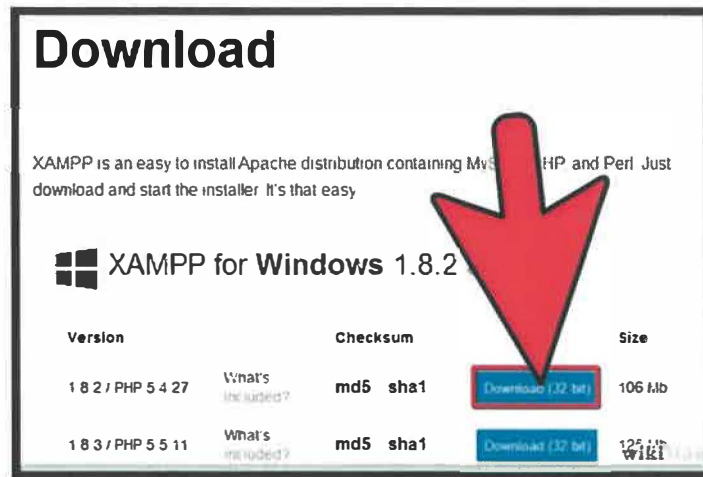 Download
XAMPP is an easy to install Apache distribution containing and Perl Just
download and start the installer It's that easy
XAMPP for Windows 1.8.2
Version Checksum Size
1 8 2 / PHP 5 4 27 What's included? md5 sha1 Download (32 bit) 106 Mb
1 8 3 / PHP 5 5 11 What's included? md5 sha1 Download (32 bit)
wiki